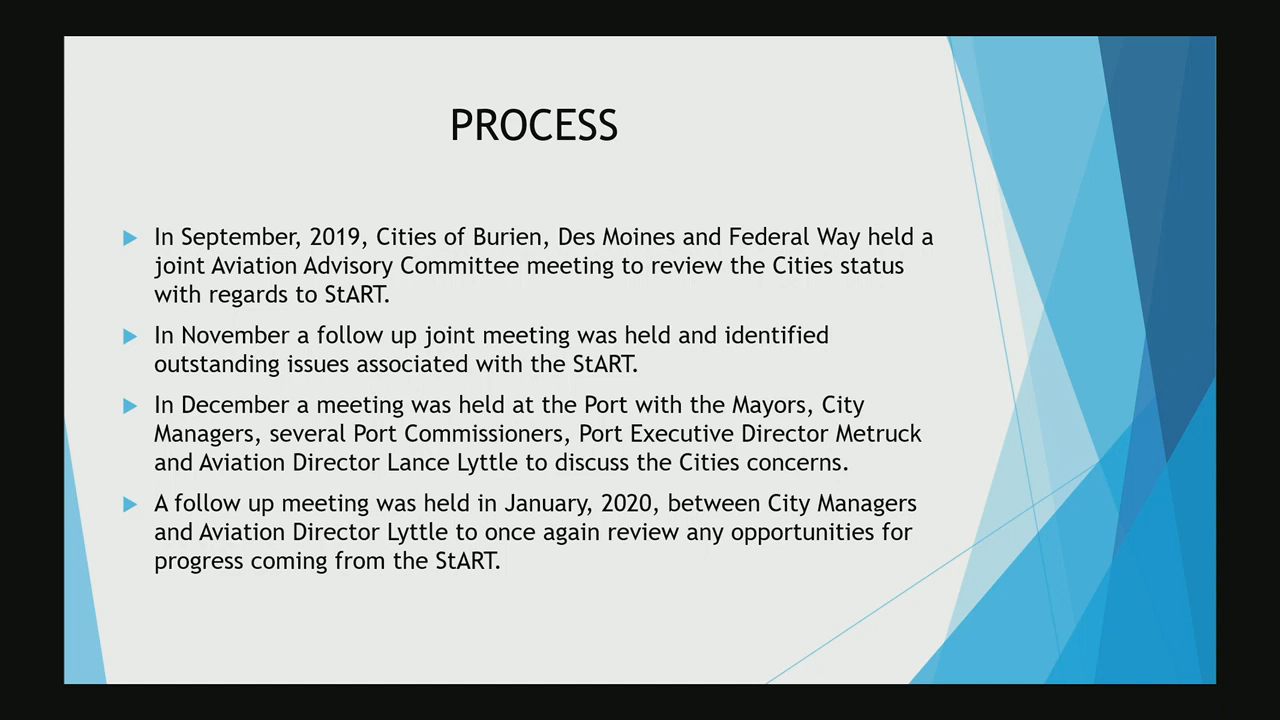 PROCESS
In September, 2019, Cities of Burien, Des Moines and Federal Way held a
joint Aviation Advisory Committee meeting to review the Cities status
with regards to StART.
In November a follow up joint meeting was held and identified
outstanding issues associated with the StART.
In December a meeting was held at the Port with the Mayors, City
Managers, several Port Commissioners, Port Executive Director Metruck
and Aviation Director Lance Lyttle to discuss the Cities concerns.
A follow up meeting was held in January, 2020, between City Managers
and Aviation Director Lyttle to once again review any opportunities for
progress coming from the StART.